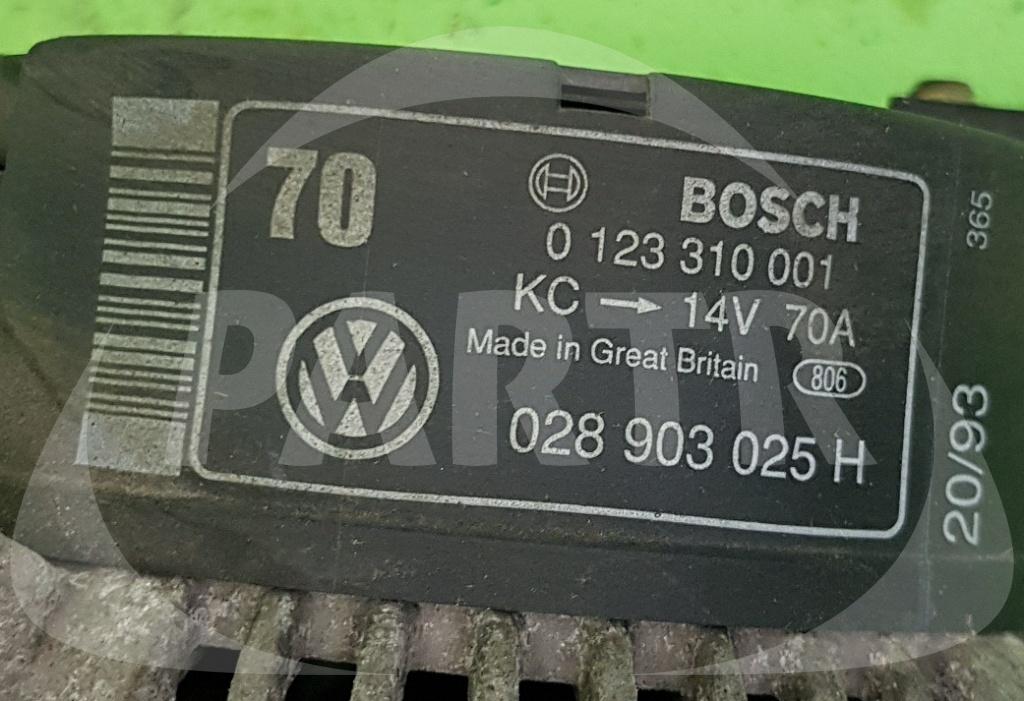 70
BOSCH
0 123 310 001
KC → 14V 70A
Made in Great Britain 806
028 903 025 H
365
20/93
PARTR